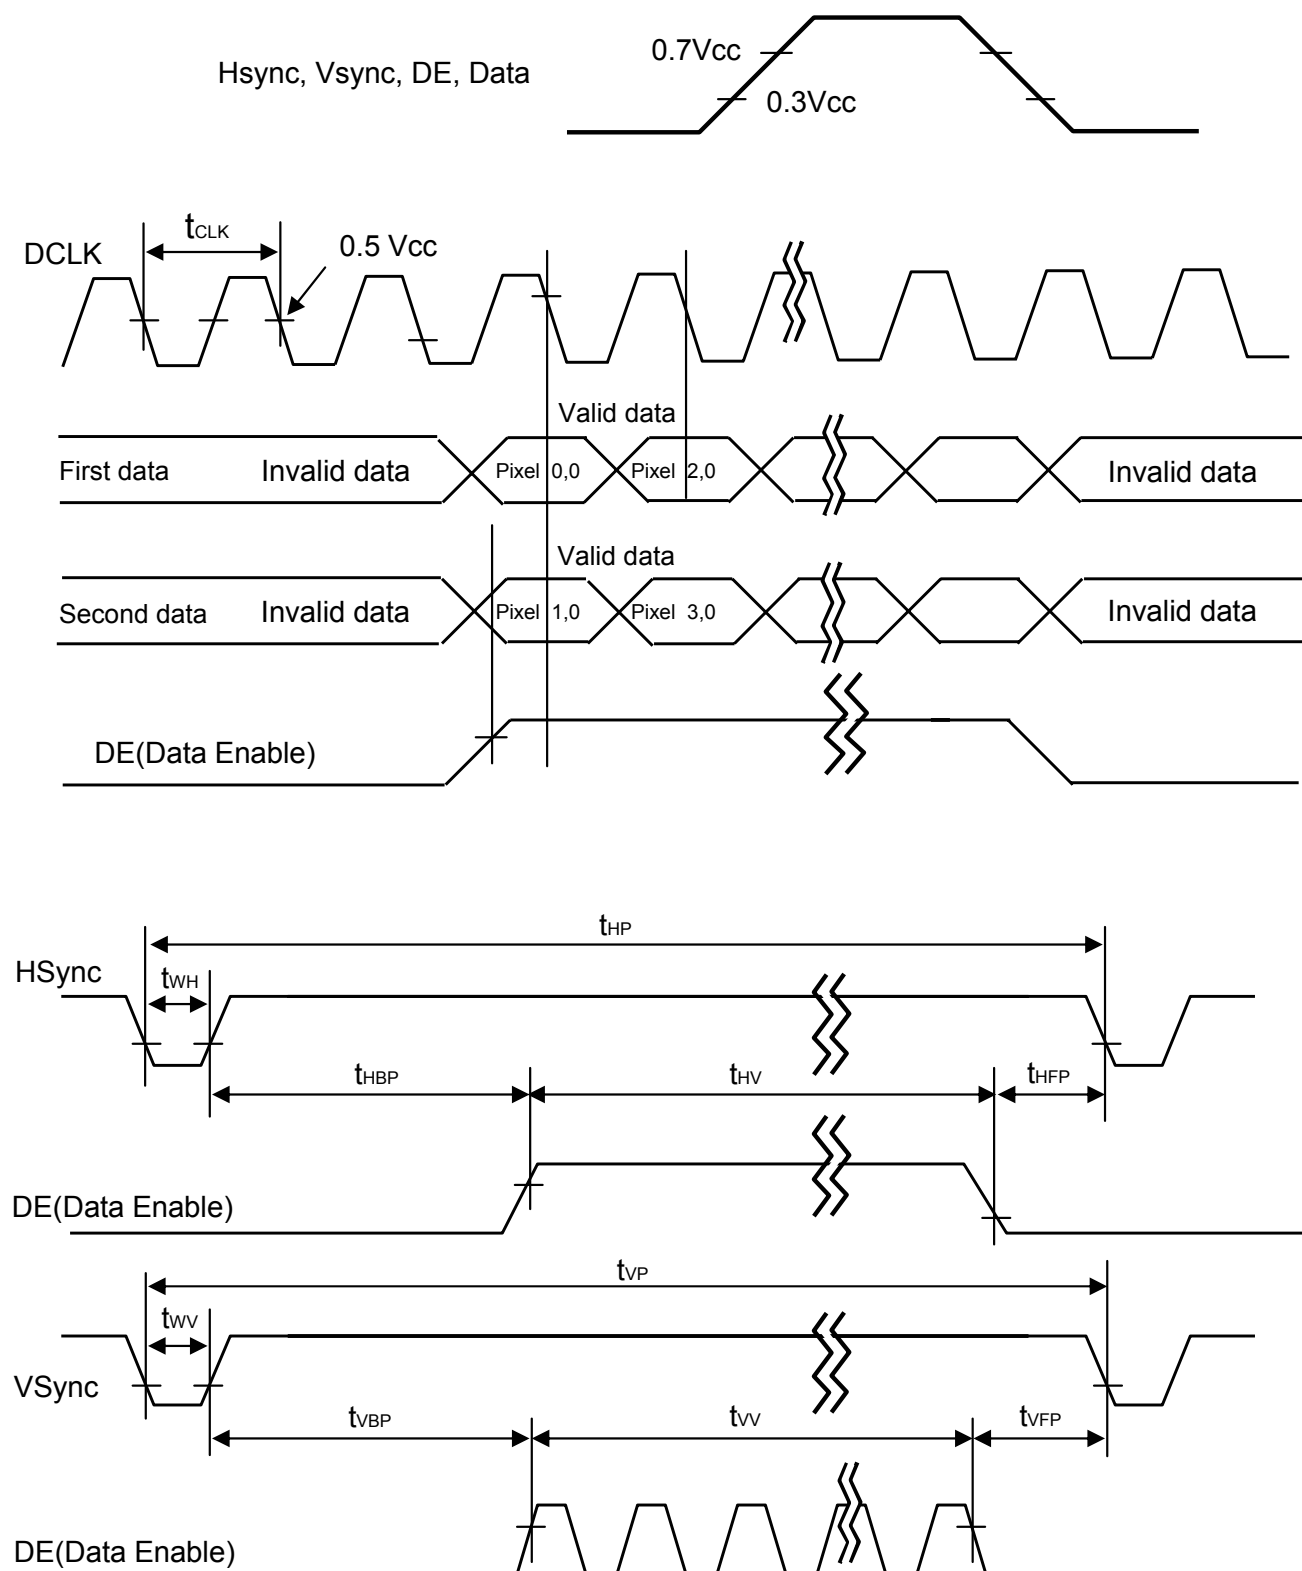 Hsync, Vsync, DE, Data
0.7Vcc
0.3Vcc
DCLK
tCLK
0.5 Vcc
Valid data
First data
Invalid data
Pixel 0,0
Pixel 2,0
Invalid data
Valid data
Second data
Invalid data
Pixel 1,0
Pixel 3,0
Invalid data
DE(Data Enable)
tHP
HSync
tWH
tHBP
tHV
tHFP
DE(Data Enable)
tVP
tWV
VSync
tVBP
tVV
tVFP
DE(Data Enable)